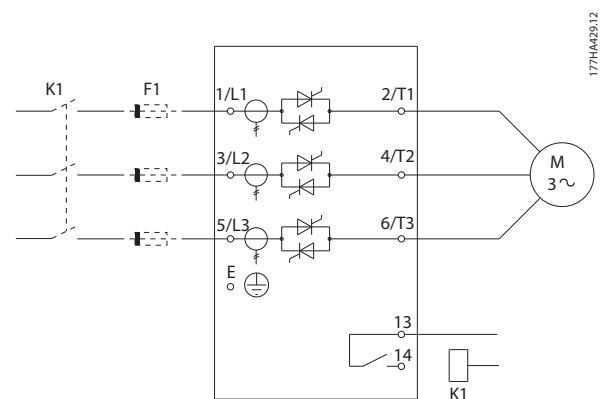 177HA429.12
K1
F1
1/L1
2/T1
3/L2
4/T2
5/L3
6/T3
M
3~
E
13
14
K1